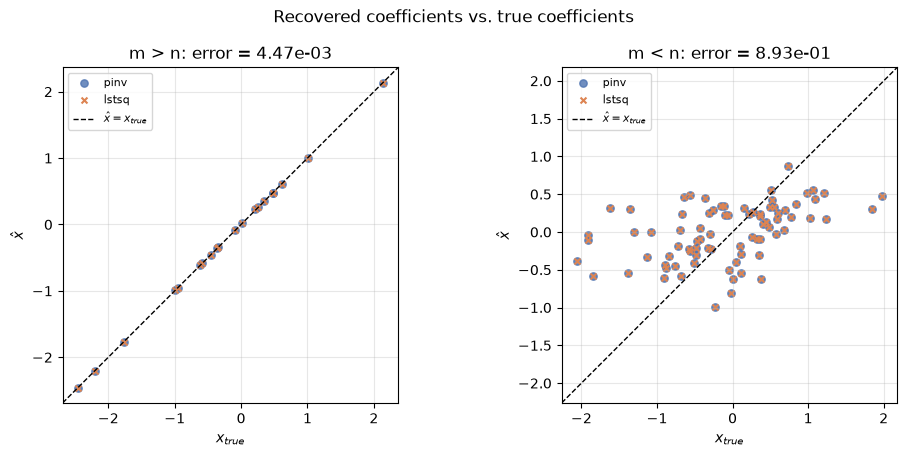 Recovered coefficients vs. true coefficients
m > n: error = 4.47e-03
pinv
lstsq
x̂ = x_true
2
1
0
−1
−2
x̂
−2
−1
0
1
2
x_true
m < n: error = 8.93e-01
pinv
lstsq
x̂ = x_true
2.0
1.5
1.0
0.5
0.0
−0.5
−1.0
−1.5
−2.0
x̂
−2
−1
0
1
2
x_true